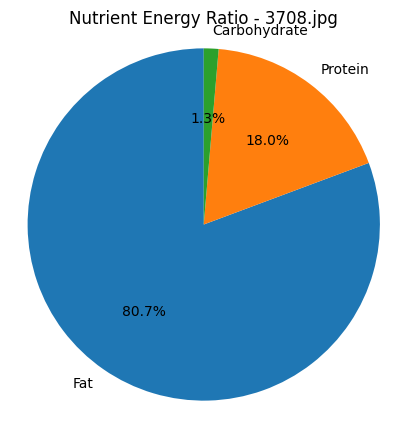 Nutrient Energy Ratio - 3708.jpg
Carbohydrate
Protein
1.3%
18.0%
80.7%
Fat